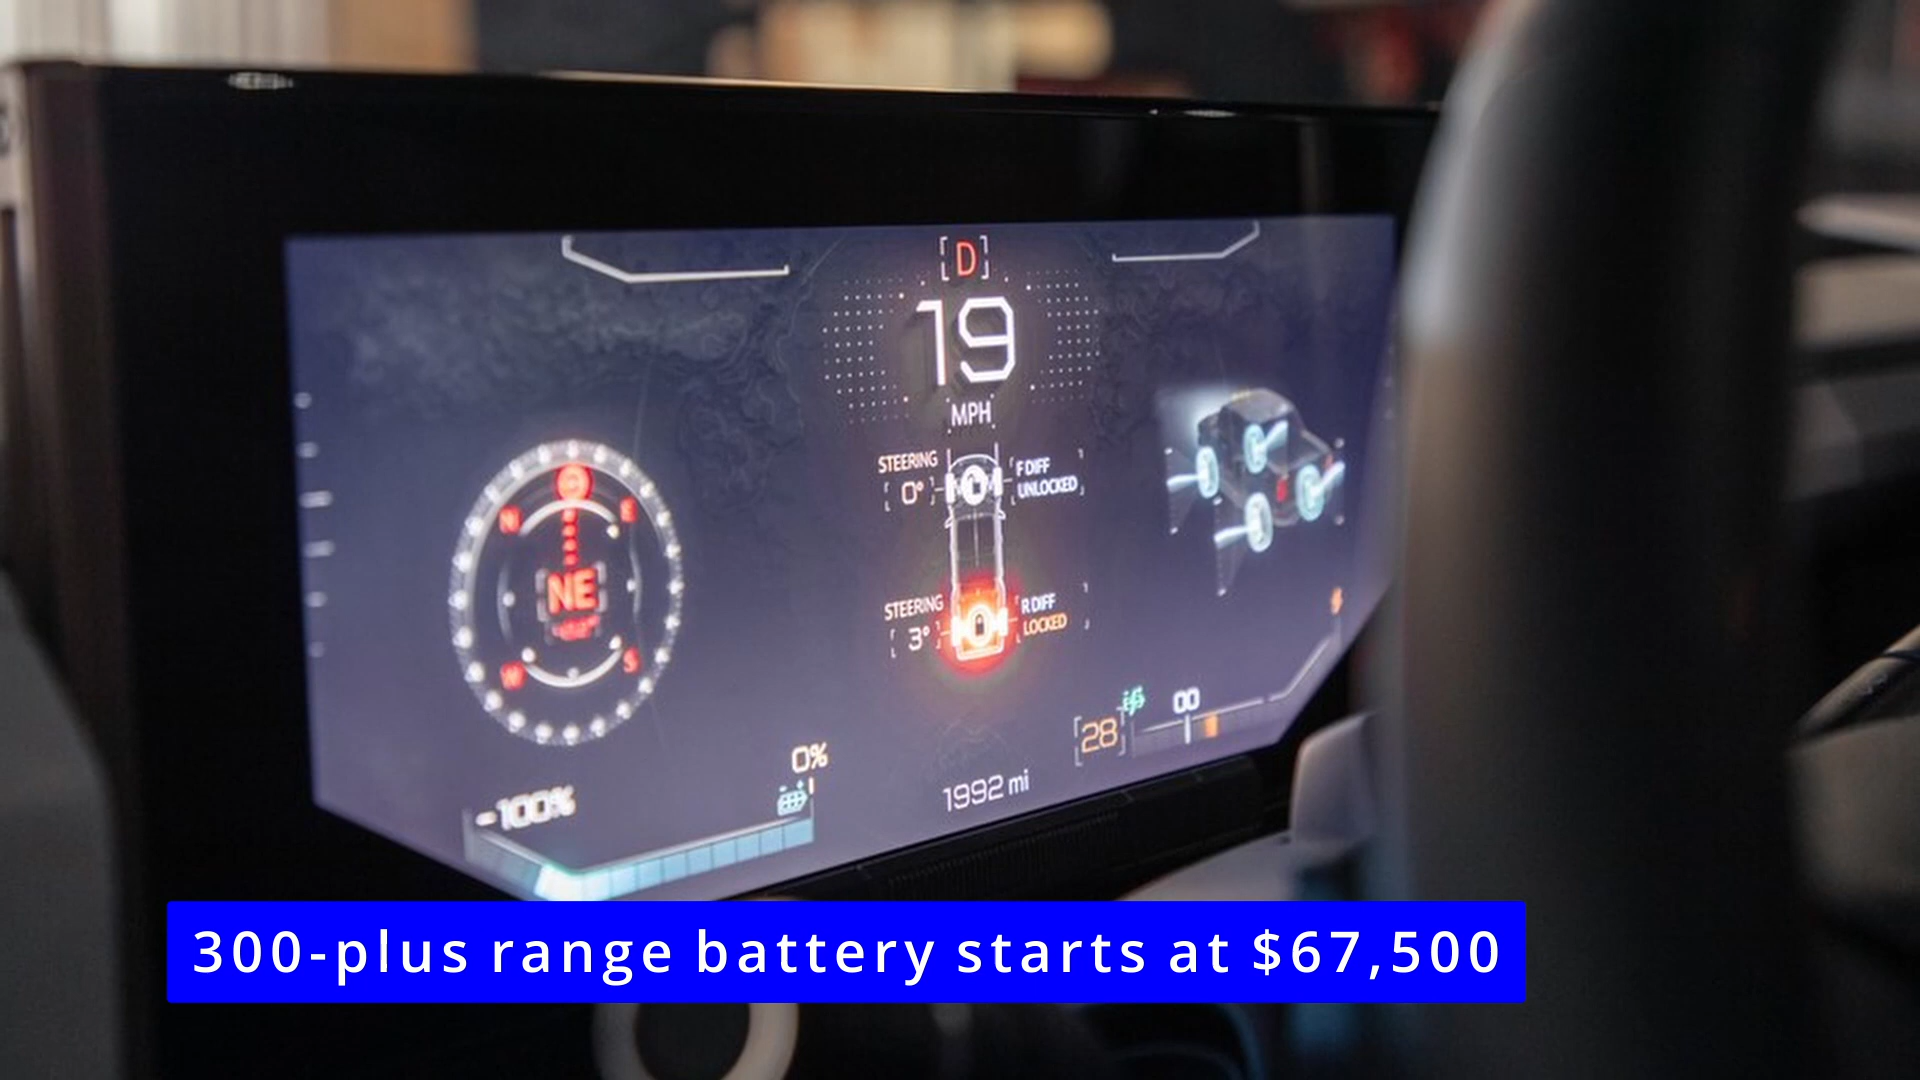 [D]
19
MPH
STEERING
0°
F DIFF
UNLOCKED
N
E
NE
W
S
STEERING
3°
R DIFF
LOCKED
28
00
0%
-100%
1992 mi
300-plus range battery starts at $67,500